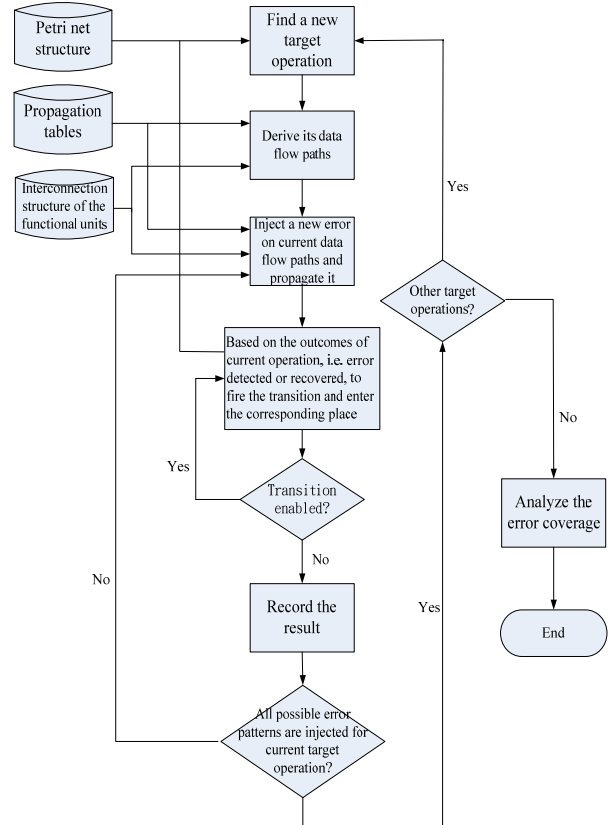 Petri net
structure
Find a new
target
operation
Propagation
tables
Derive its data
flow paths
Interconnection
structure of the
functional units
Inject a new error
on current data
flow paths and
propagate it
Yes
Other target
operations?
Based on the outcomes of
current operation, i.e. error
detected or recovered, to
fire the transition and enter
the corresponding place
No
Yes
Transition
enabled?
Analyze the
error coverage
No
No
Record the
result
Yes
End
All possible error
patterns are injected for
current target
operation?